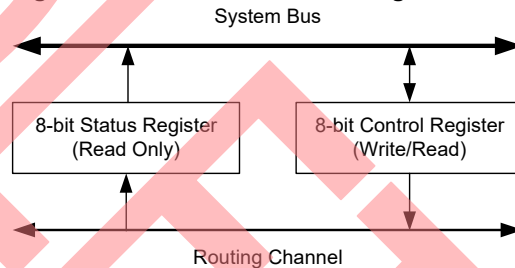 System Bus
8-bit Status Register
(Read Only)
8-bit Control Register
(Write/Read)
Routing Channel